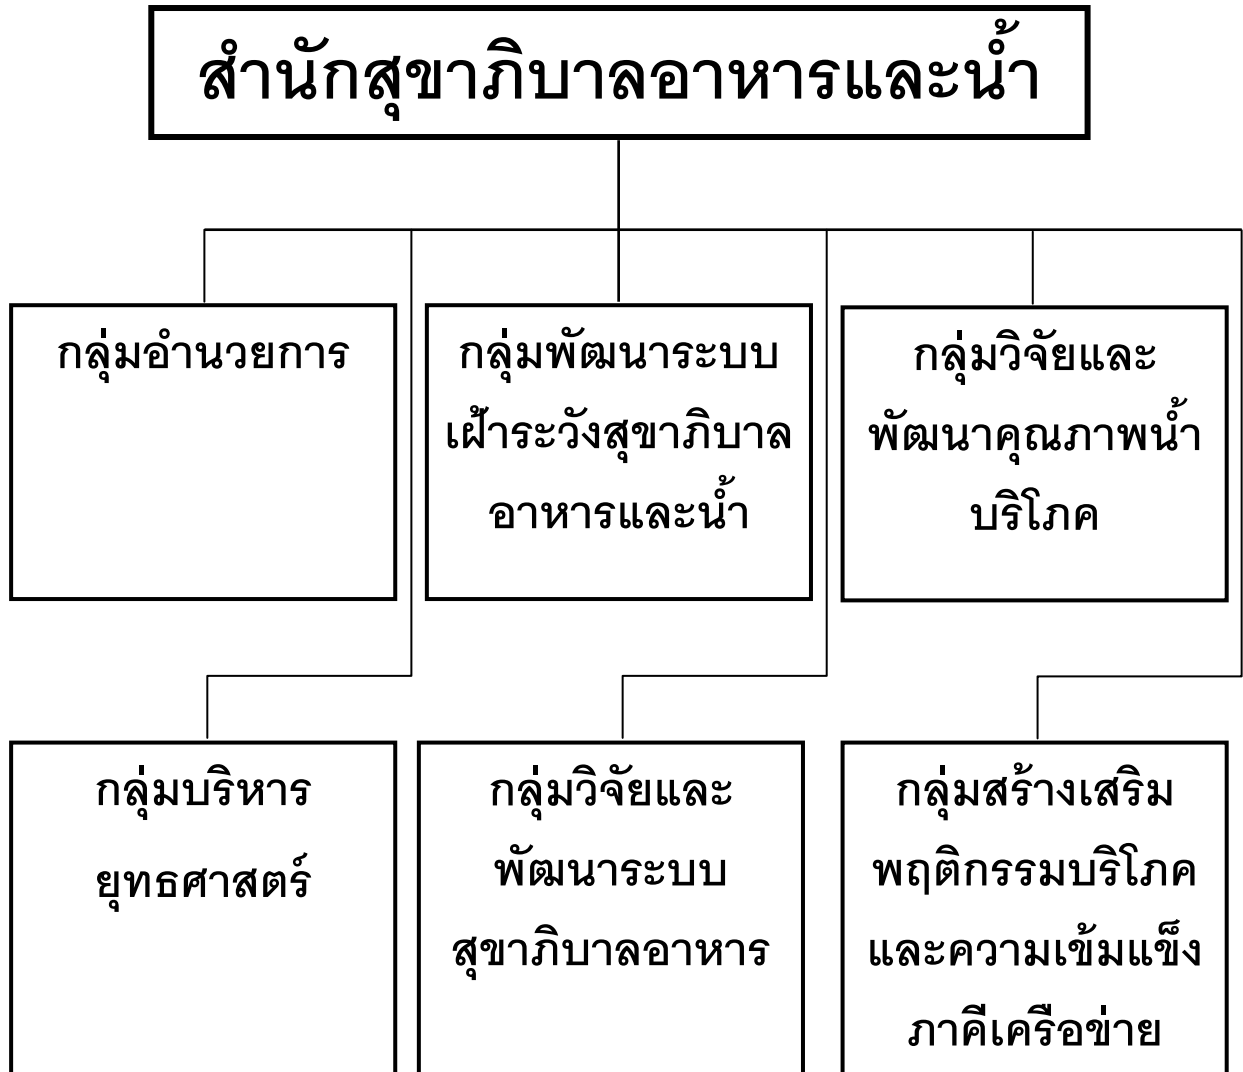 สำนักสุขาภิบาลอาหารและน้ำ
กลุ่มอำนวยการ
กลุ่มพัฒนาระบบ
เฝ้าระวังสุขาภิบาล
อาหารและน้ำ
กลุ่มวิจัยและ
พัฒนาคุณภาพน้ำ
บริโภค
กลุ่มบริหาร
ยุทธศาสตร์
กลุ่มวิจัยและ
พัฒนาระบบ
สุขาภิบาลอาหาร
กลุ่มสร้างเสริม
พฤติกรรมบริโภค
และความเข้มแข็ง
ภาคีเครือข่าย